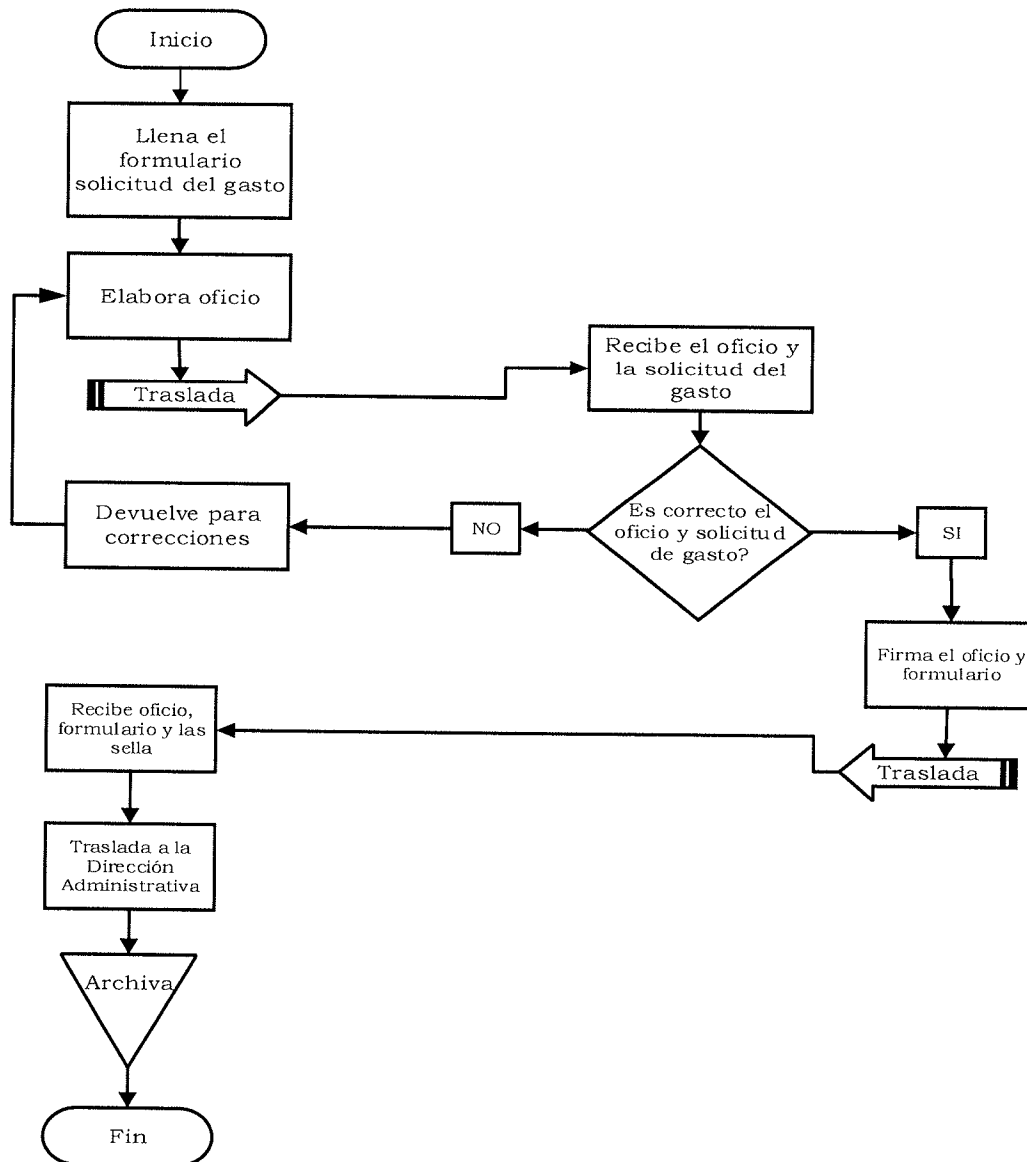 Inicio
Llena el
formulario
solicitud del gasto
Elabora oficio
Traslada
Recibe el oficio y
la solicitud del
gasto
Es correcto el
oficio y solicitud
de gasto?
NO
Devuelve para
correcciones
SI
Firma el oficio y
formulario
Traslada
Recibe oficio,
formulario y las
sella
Traslada a la
Dirección
Administrativa
Archiva
Fin